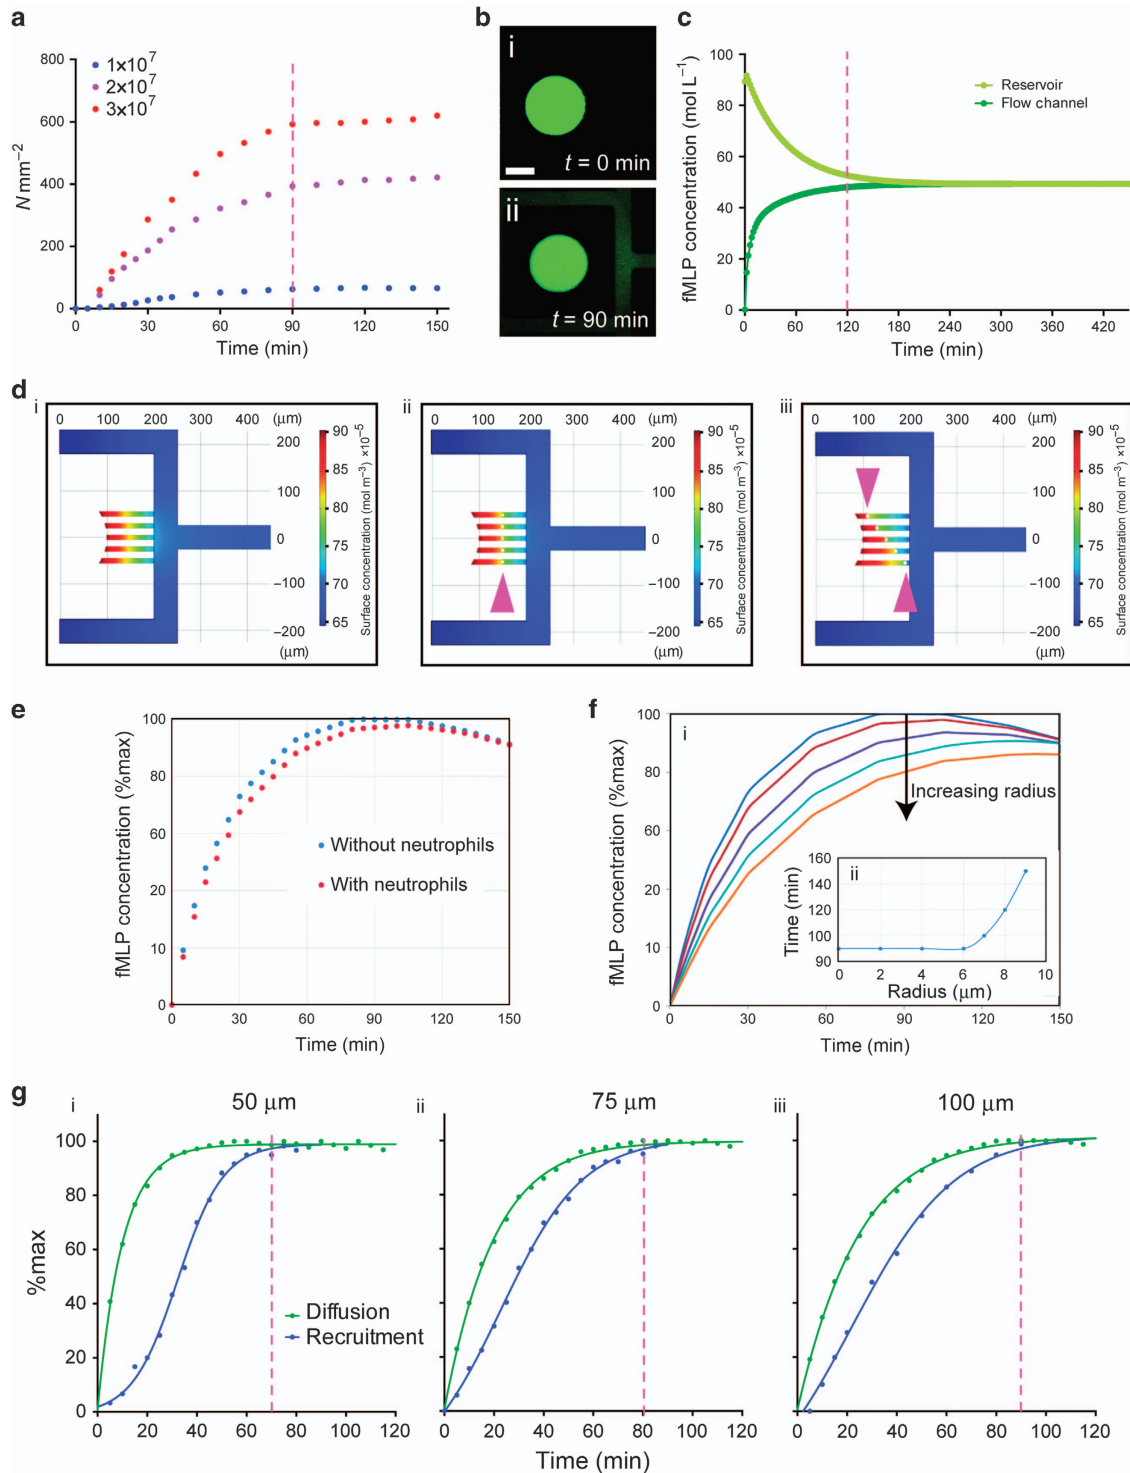 a
800
600
400
200
0
N mm–2
1×10⁷
2×10⁷
3×10⁷
0 30 60 90 120 150
Time (min)
b
i
t = 0 min
ii
t = 90 min
c
100
80
60
40
20
0
fMLP concentration (mol L–1)
Reservoir
Flow channel
0 60 120 180 240 300 360 420
Time (min)
d
i
0 100 200 300 400 (μm)
200
100
0
–100
–200
(μm)
90
85
80
75
70
65
Surface concentration (mol m–3) ×10–5
ii
0 100 200 300 400 (μm)
200
100
0
–100
–200
(μm)
90
85
80
75
70
65
Surface concentration (mol m–3) ×10–5
iii
0 100 200 300 400 (μm)
200
100
0
–100
–200
(μm)
90
85
80
75
70
65
Surface concentration (mol m–3) ×10–5
e
100
80
60
20
10
0
fMLP concentration (%max)
Without neutrophils
With neutrophils
0 30 60 90 120 150
Time (min)
f
i
100
80
60
20
10
0
fMLP concentration (%max)
Increasing radius
ii
160
140
120
100
90
Time (min)
0 2 4 6 8 10
Radius (μm)
0 30 60 90 120 150
Time (min)
g
i
50 μm
ii
75 μm
iii
100 μm
100
80
60
40
20
0
%max
Diffusion
Recruitment
0 20 40 60 80 100 120
0 20 40 60 80 100 120
0 20 40 60 80 100 120
Time (min)